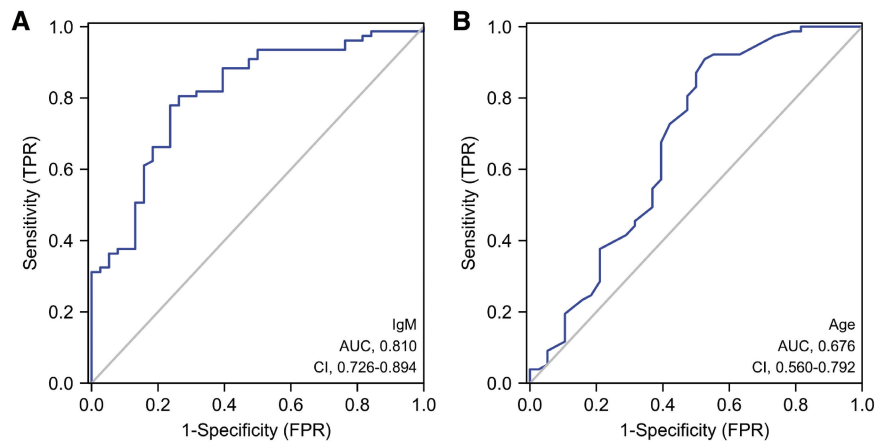 A
Sensitivity (TPR)
1.0
0.8
0.6
0.4
0.2
0.0
IgM
AUC, 0.810
CI, 0.726-0.894
0.0 0.2 0.4 0.6 0.8 1.0
1-Specificity (FPR)
B
Sensitivity (TPR)
1.0
0.8
0.6
0.4
0.2
0.0
Age
AUC, 0.676
CI, 0.560-0.792
0.0 0.2 0.4 0.6 0.8 1.0
1-Specificity (FPR)